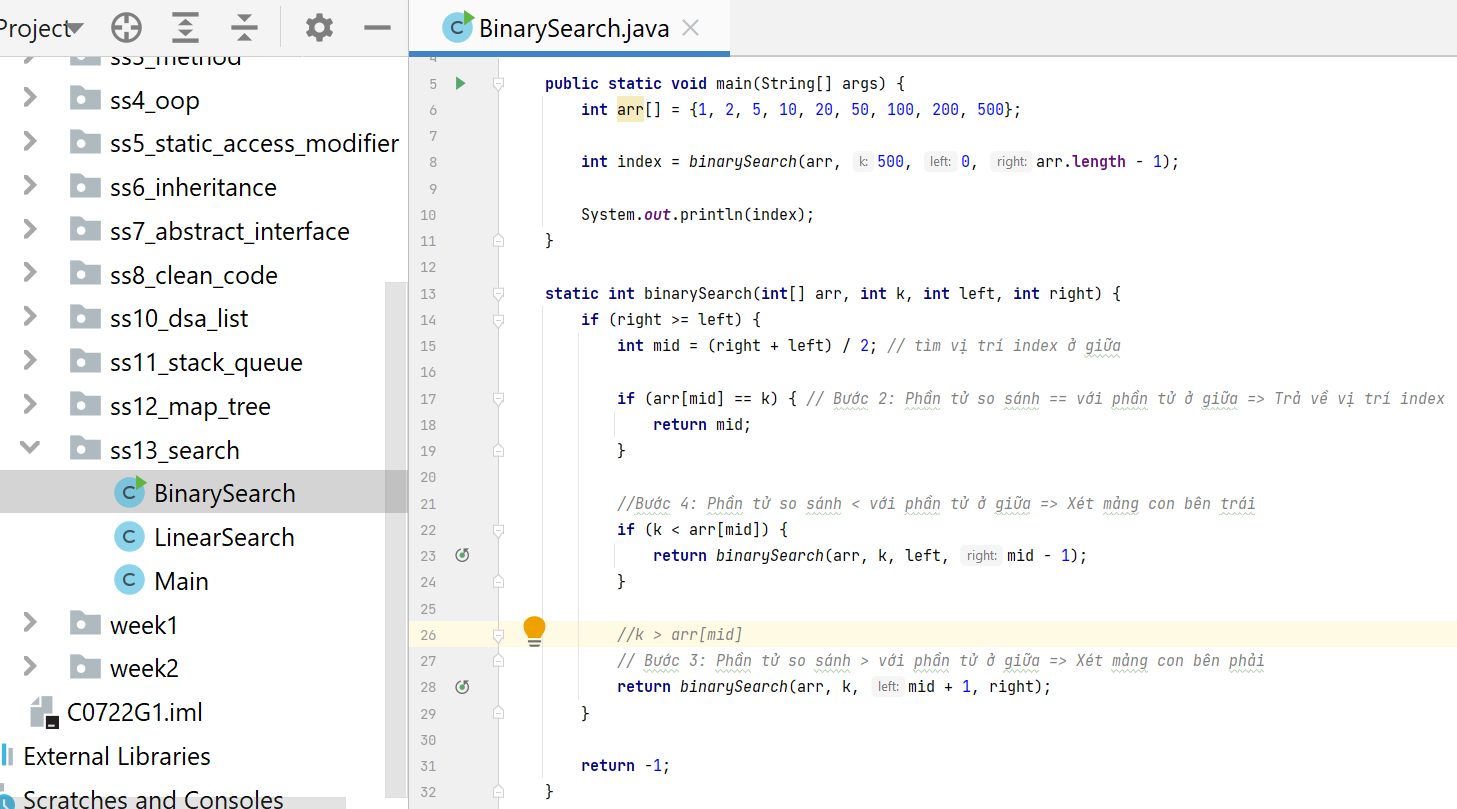 Project
BinarySearch.java
ss3_method
ss4_oop
ss5_static_access_modifier
ss6_inheritance
ss7_abstract_interface
ss8_clean_code
ss10_dsa_list
ss11_stack_queue
ss12_map_tree
ss13_search
BinarySearch
LinearSearch
Main
week1
week2
C0722G1.iml
External Libraries
Scratches and Consoles
4
5 public static void main(String[] args) {
6 int arr[] = {1, 2, 5, 10, 20, 50, 100, 200, 500};
7
8 int index = binarySearch(arr, k: 500, left: 0, right: arr.length - 1);
9
10 System.out.println(index);
11 }
12
13 static int binarySearch(int[] arr, int k, int left, int right) {
14 if (right >= left) {
15 int mid = (right + left) / 2; // tìm vị trí index ở giữa
16
17 if (arr[mid] == k) { // Bước 2: Phần tử so sánh == với phần tử ở giữa => Trả về vị trí index
18 return mid;
19 }
20
21 //Bước 4: Phần tử so sánh < với phần tử ở giữa => Xét mảng con bên trái
22 if (k < arr[mid]) {
23 return binarySearch(arr, k, left, right: mid - 1);
24 }
25
26 //k > arr[mid]
27 // Bước 3: Phần tử so sánh > với phần tử ở giữa => Xét mảng con bên phải
28 return binarySearch(arr, k, left: mid + 1, right);
29 }
30
31 return -1;
32 }